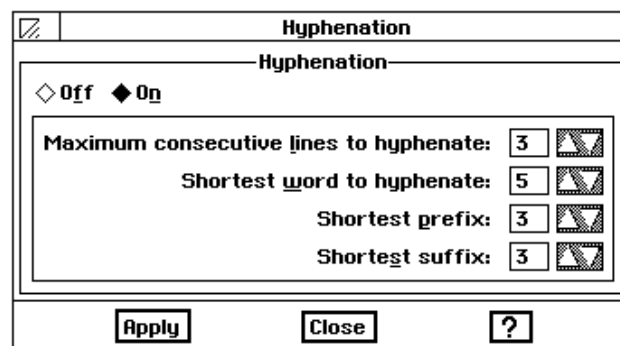 Hyphenation
Hyphenation
Off On
Maximum consecutive lines to hyphenate: 3
Shortest word to hyphenate: 5
Shortest prefix: 3
Shortest suffix: 3
Apply Close ?